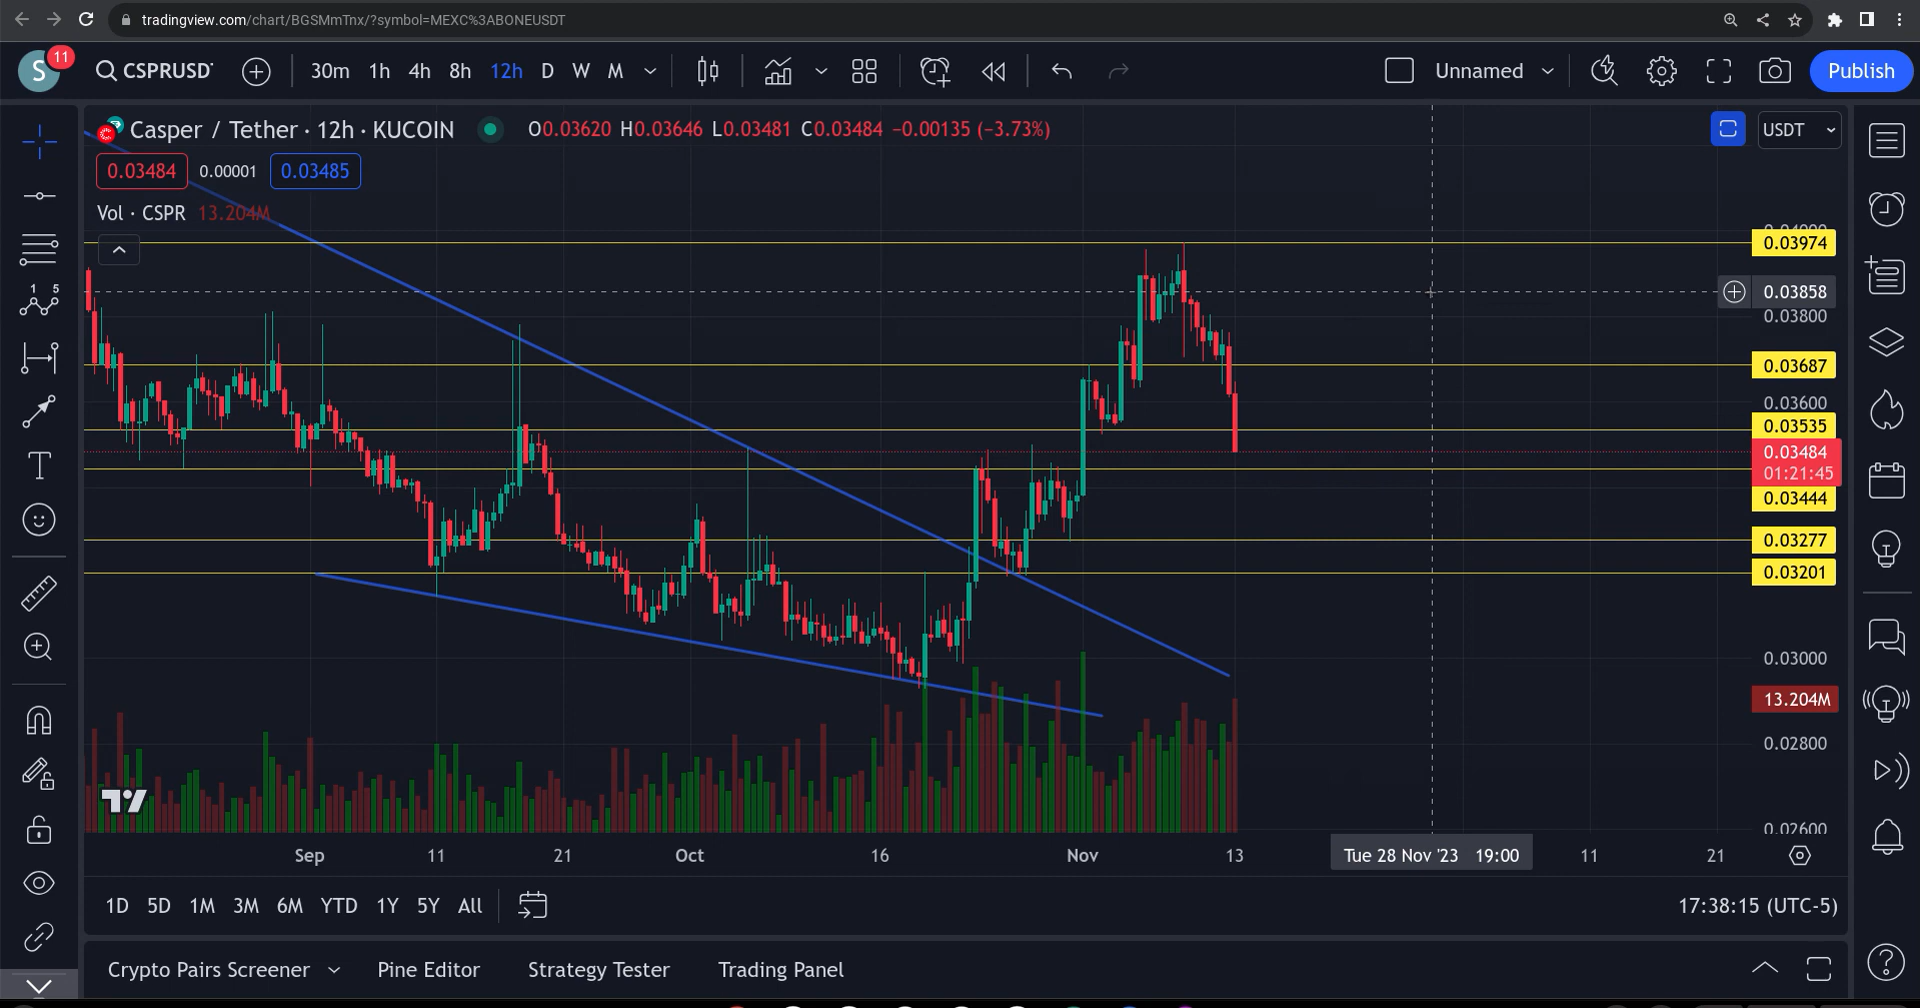 tradingview.com/chart/BGSMmTnx/?symbol=MEXC%3ABONEUSDT
S 11 CSPRUSDT 30m 1h 4h 8h 12h D W M Unnamed Publish
Casper / Tether · 12h · KUCOIN O0.03620 H0.03646 L0.03481 C0.03484 −0.00135 (−3.73%) USDT
0.03484 0.00001 0.03485
Vol · CSPR 13.204M
0.04000
0.03974
0.03858
0.03800
0.03687
0.03600
0.03535
0.03484
01:21:45
0.03444
0.03277
0.03201
0.03000
13.204M
0.02800
0.02600
Sep 11 21 Oct 16 Nov 13 Tue 28 Nov '23 19:00 11 21
1D 5D 1M 3M 6M YTD 1Y 5Y All 17:38:15 (UTC-5)
Crypto Pairs Screener Pine Editor Strategy Tester Trading Panel